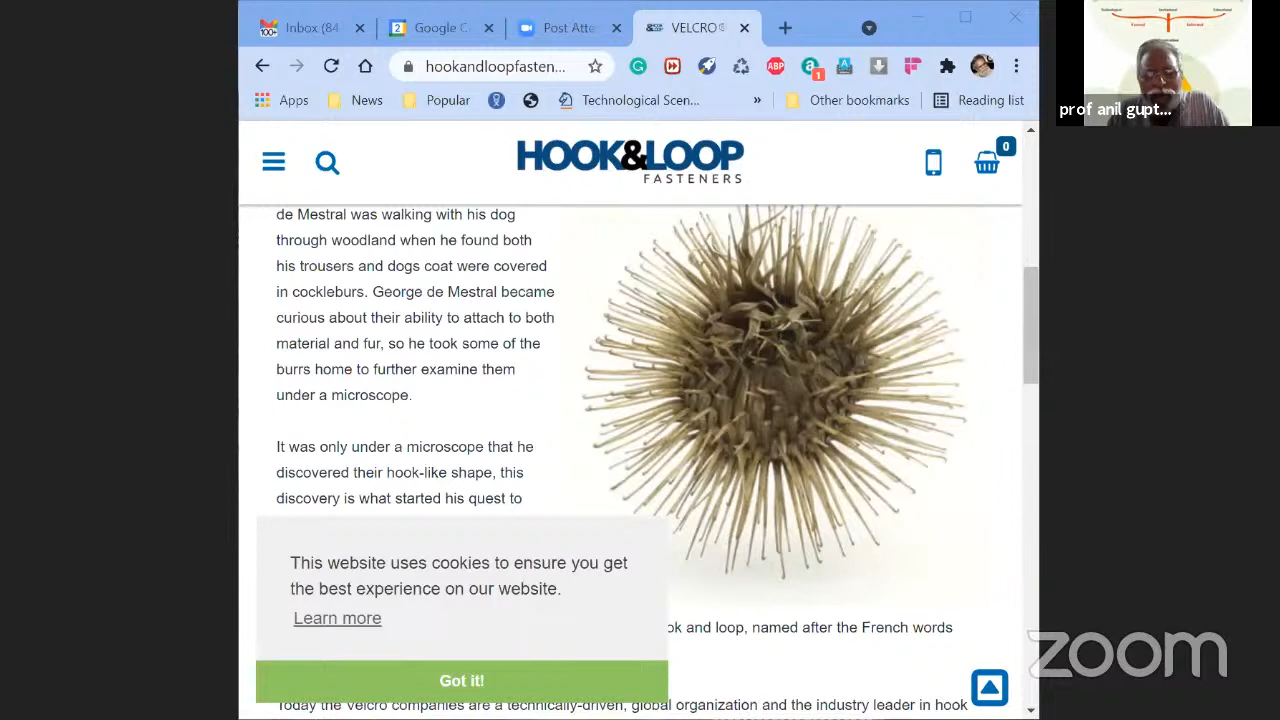 Inbox (84
2
Google C
Post Atte
VELCRO®
hookandloopfasten...
ABP
1
Apps
News
Popular
Technological Scen...
»
Other bookmarks
Reading list
HOOK&LOOP
FASTENERS
0
de Mestral was walking with his dog
through woodland when he found both
his trousers and dogs coat were covered
in cockleburs. George de Mestral became
curious about their ability to attach to both
material and fur, so he took some of the
burrs home to further examine them
under a microscope.
It was only under a microscope that he
discovered their hook-like shape, this
discovery is what started his quest to
This website uses cookies to ensure you get
the best experience on our website.
Learn more
Got it!
ok and loop, named after the French words
Today the Velcro companies are a technically-driven, global organization and the industry leader in hook
prof anil gupt...
zoom